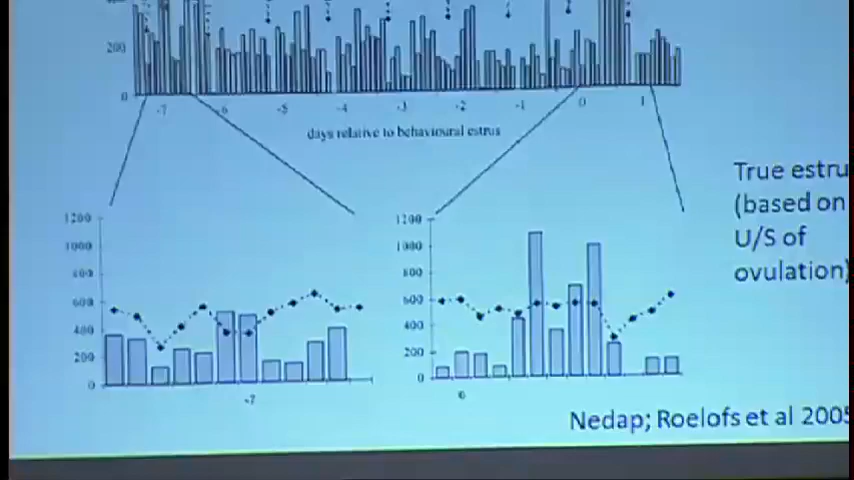 200
0
-7 -6 -5 -4 -3 -2 -1 0 1
days relative to behavioural estrus
True estru
(based on
U/S of
ovulation)
1200
1000
800
600
400
200
0
-7
1200
1000
800
600
400
200
0
0
Nedap; Roelofs et al 2005